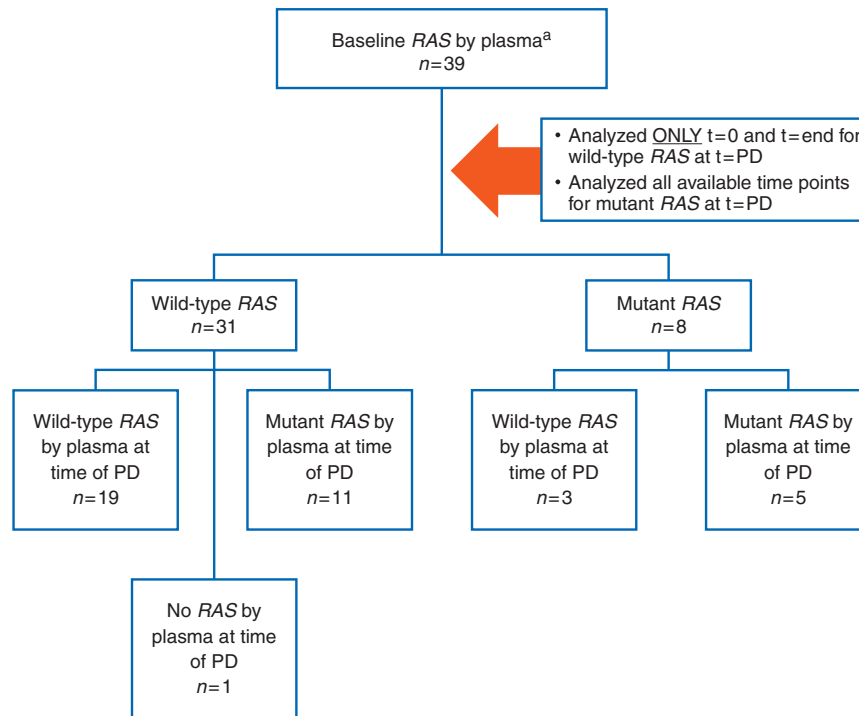 Baseline RAS by plasmaᵃ
n=39
• Analyzed ONLY t=0 and t=end for
wild-type RAS at t=PD
• Analyzed all available time points
for mutant RAS at t=PD
Wild-type RAS
n=31
Mutant RAS
n=8
Wild-type RAS
by plasma at
time of PD
n=19
Mutant RAS by
plasma at time
of PD
n=11
Wild-type RAS
by plasma at
time of PD
n=3
Mutant RAS by
plasma at time
of PD
n=5
No RAS by
plasma at time
of PD
n=1